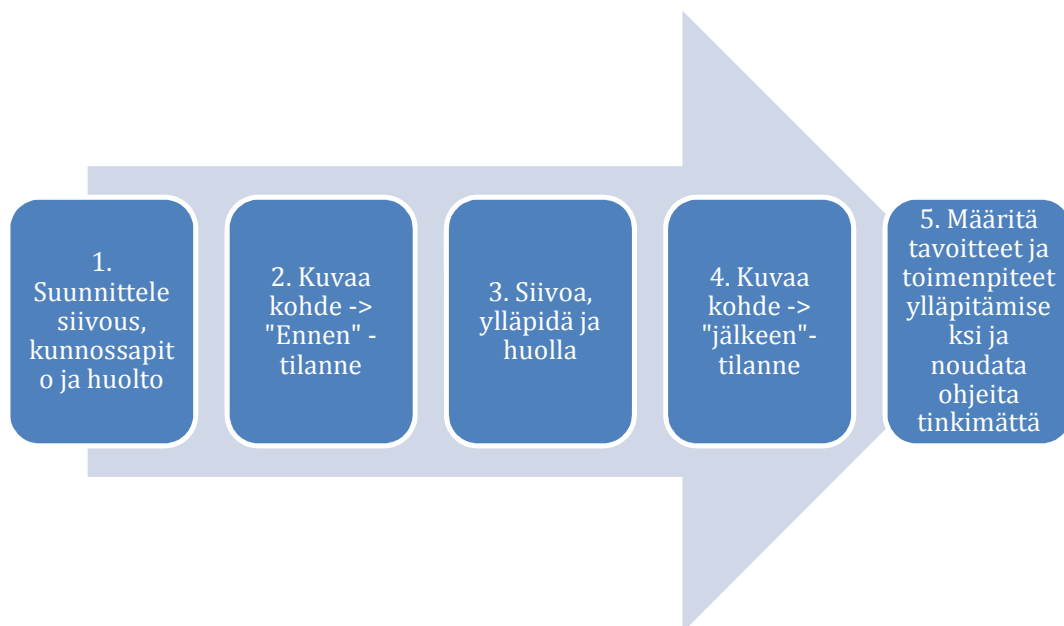 1.
Suunnittele
siivous,
kunnossapit
o ja huolto
2. Kuvaa
kohde ->
"Ennen" -
tilanne
3. Siivoa,
ylläpidä ja
huolla
4. Kuvaa
kohde ->
"jälkeen"-
tilanne
5. Määritä
tavoitteet ja
toimenpiteet
ylläpitämise
ksi ja
noudata
ohjeita
tinkimättä